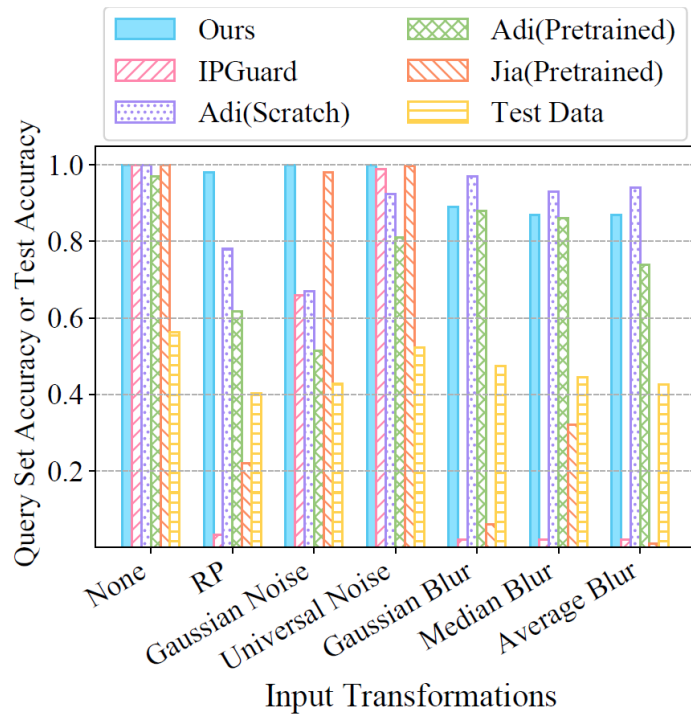 Ours
IPGuard
Adi(Scratch)
Adi(Pretrained)
Jia(Pretrained)
Test Data
Query Set Accuracy or Test Accuracy
1.0
0.8
0.6
0.4
0.2
None
RP
Gaussian Noise
Universal Noise
Gaussian Blur
Median Blur
Average Blur
Input Transformations